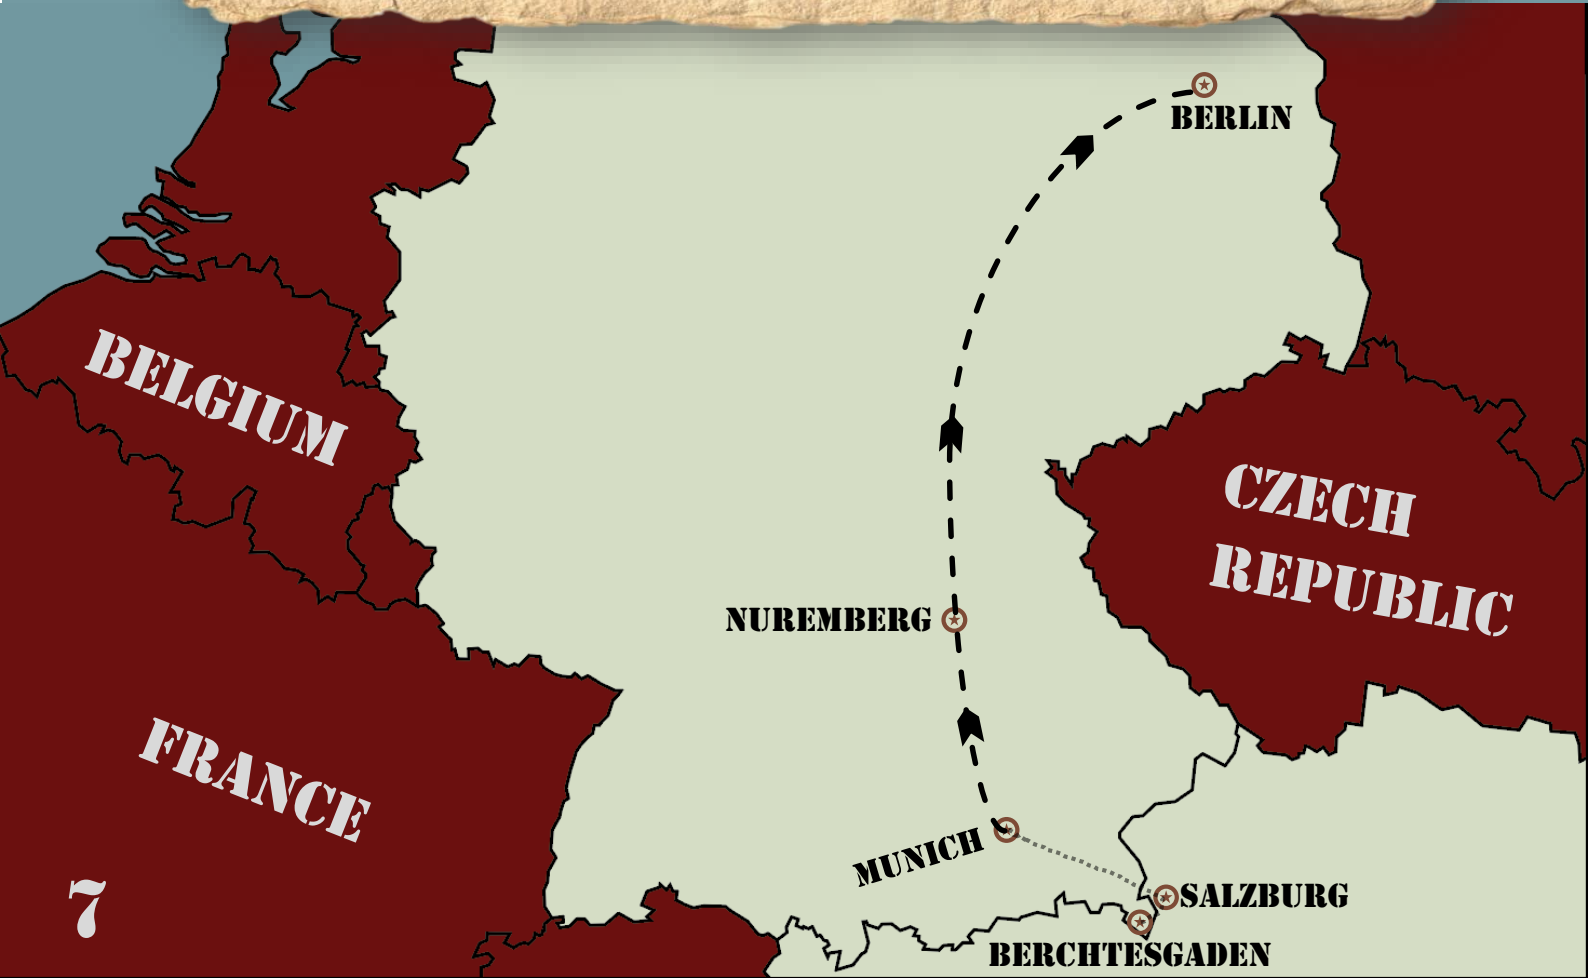 BERLIN
BELGIUM
CZECH
REPUBLIC
NUREMBERG
FRANCE
MUNICH
SALZBURG
7
BERCHTESGADEN